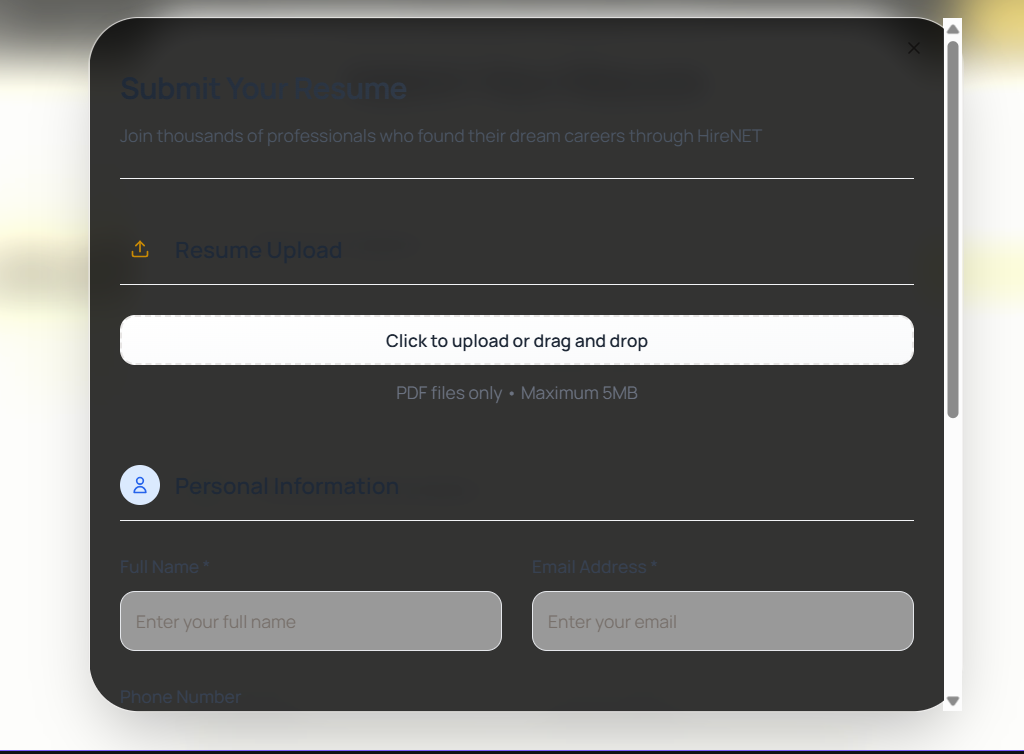 Submit Your Resume
Join thousands of professionals who found their dream careers through HireNET
Resume Upload
Click to upload or drag and drop
PDF files only • Maximum 5MB
Personal Information
Full Name *
Email Address *
Enter your full name
Enter your email
Phone Number